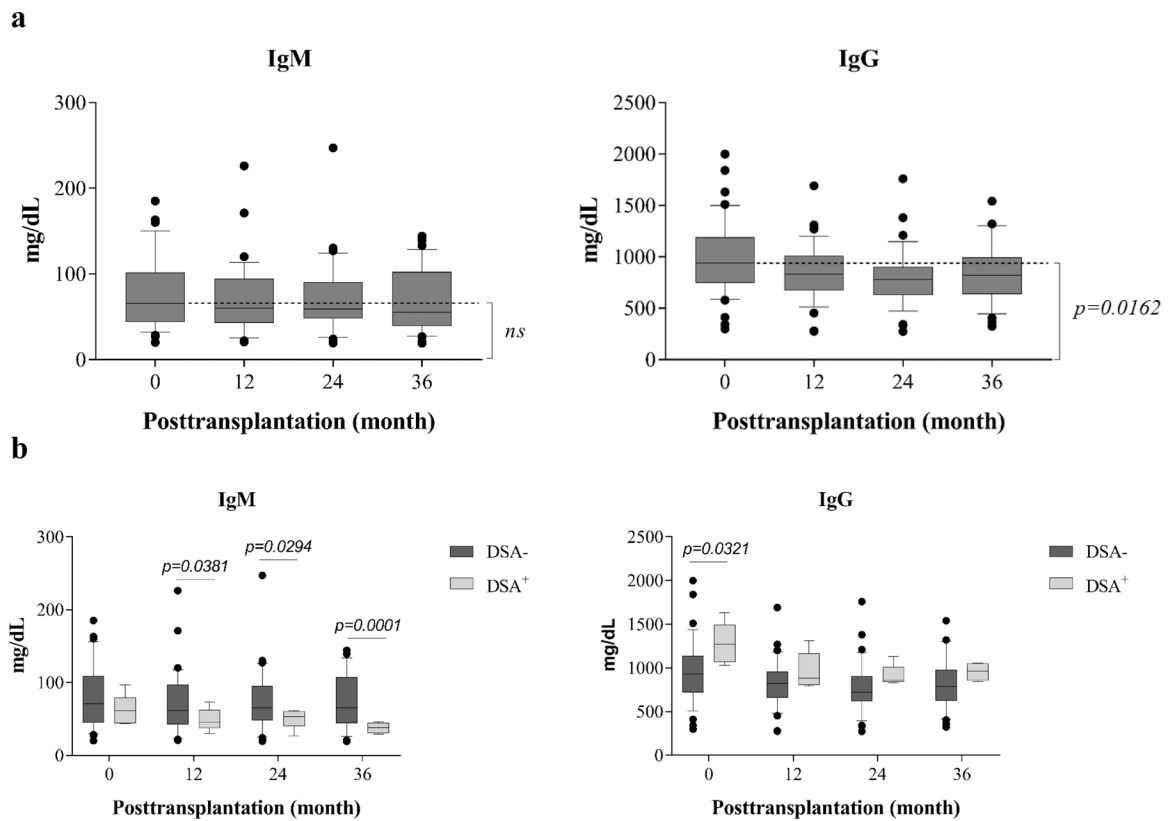 a
IgM
IgG
mg/dL
300
200
100
0
ns
0 12 24 36
Posttransplantation (month)
mg/dL
2500
2000
1500
1000
500
0
p=0.0162
0 12 24 36
Posttransplantation (month)
b
IgM
mg/dL
300
200
100
0
p=0.0381
p=0.0294
p=0.0001
DSA-
DSA+
0 12 24 36
Posttransplantation (month)
IgG
mg/dL
2500
2000
1500
1000
500
0
p=0.0321
DSA-
DSA+
0 12 24 36
Posttransplantation (month)